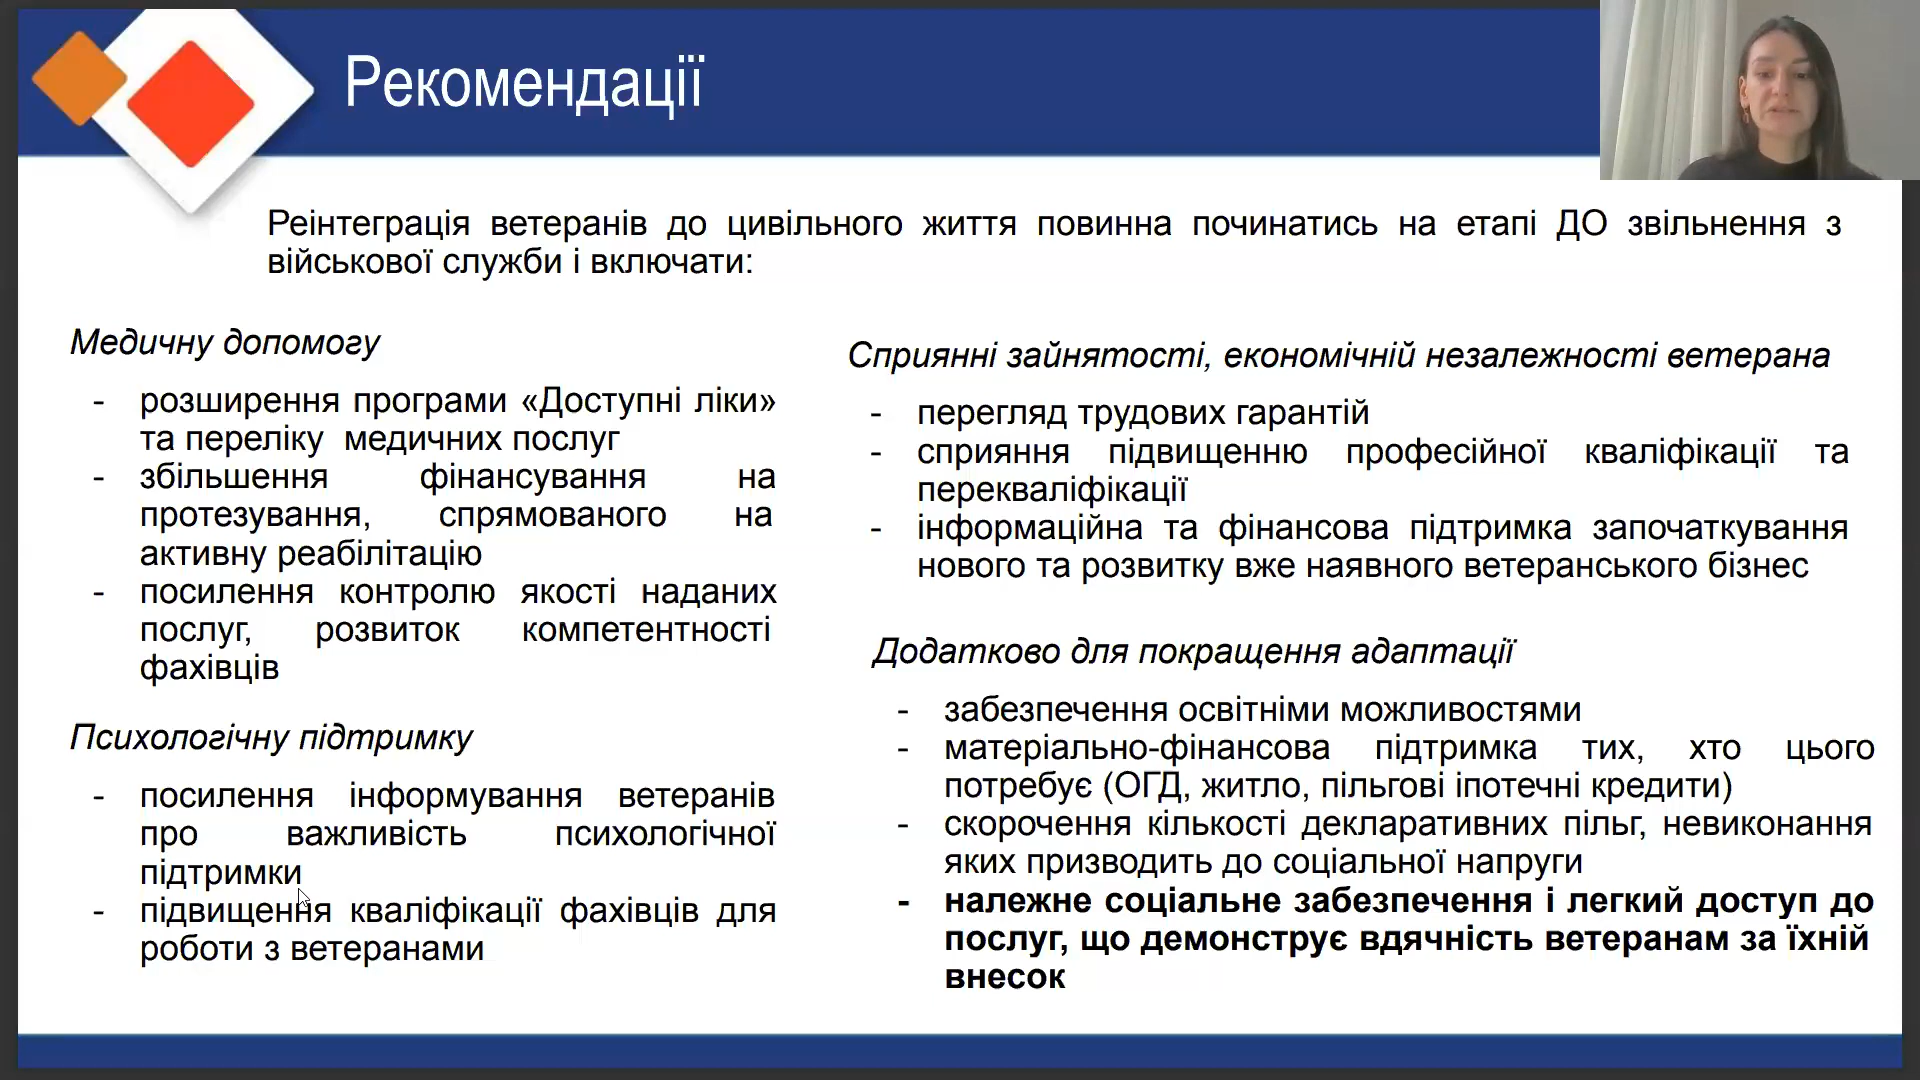 Рекомендації
Реінтеграція ветеранів до цивільного життя повинна починатись на етапі ДО звільнення з
військової служби і включати:
Медичну допомогу
- розширення програми «Доступні ліки»
та переліку медичних послуг
- збільшення фінансування на
протезування, спрямованого на
активну реабілітацію
- посилення контролю якості наданих
послуг, розвиток компетентності
фахівців
Психологічну підтримку
- посилення інформування ветеранів
про важливість психологічної
підтримки
- підвищення кваліфікації фахівців для
роботи з ветеранами
Сприянні зайнятості, економічній незалежності ветерана
- перегляд трудових гарантій
- сприяння підвищенню професійної кваліфікації та
перекваліфікації
- інформаційна та фінансова підтримка започаткування
нового та розвитку вже наявного ветеранського бізнес
Додатково для покращення адаптації
- забезпечення освітніми можливостями
- матеріально-фінансова підтримка тих, хто цього
потребує (ОГД, житло, пільгові іпотечні кредити)
- скорочення кількості декларативних пільг, невиконання
яких призводить до соціальної напруги
- належне соціальне забезпечення і легкий доступ до
послуг, що демонструє вдячність ветеранам за їхній
внесок